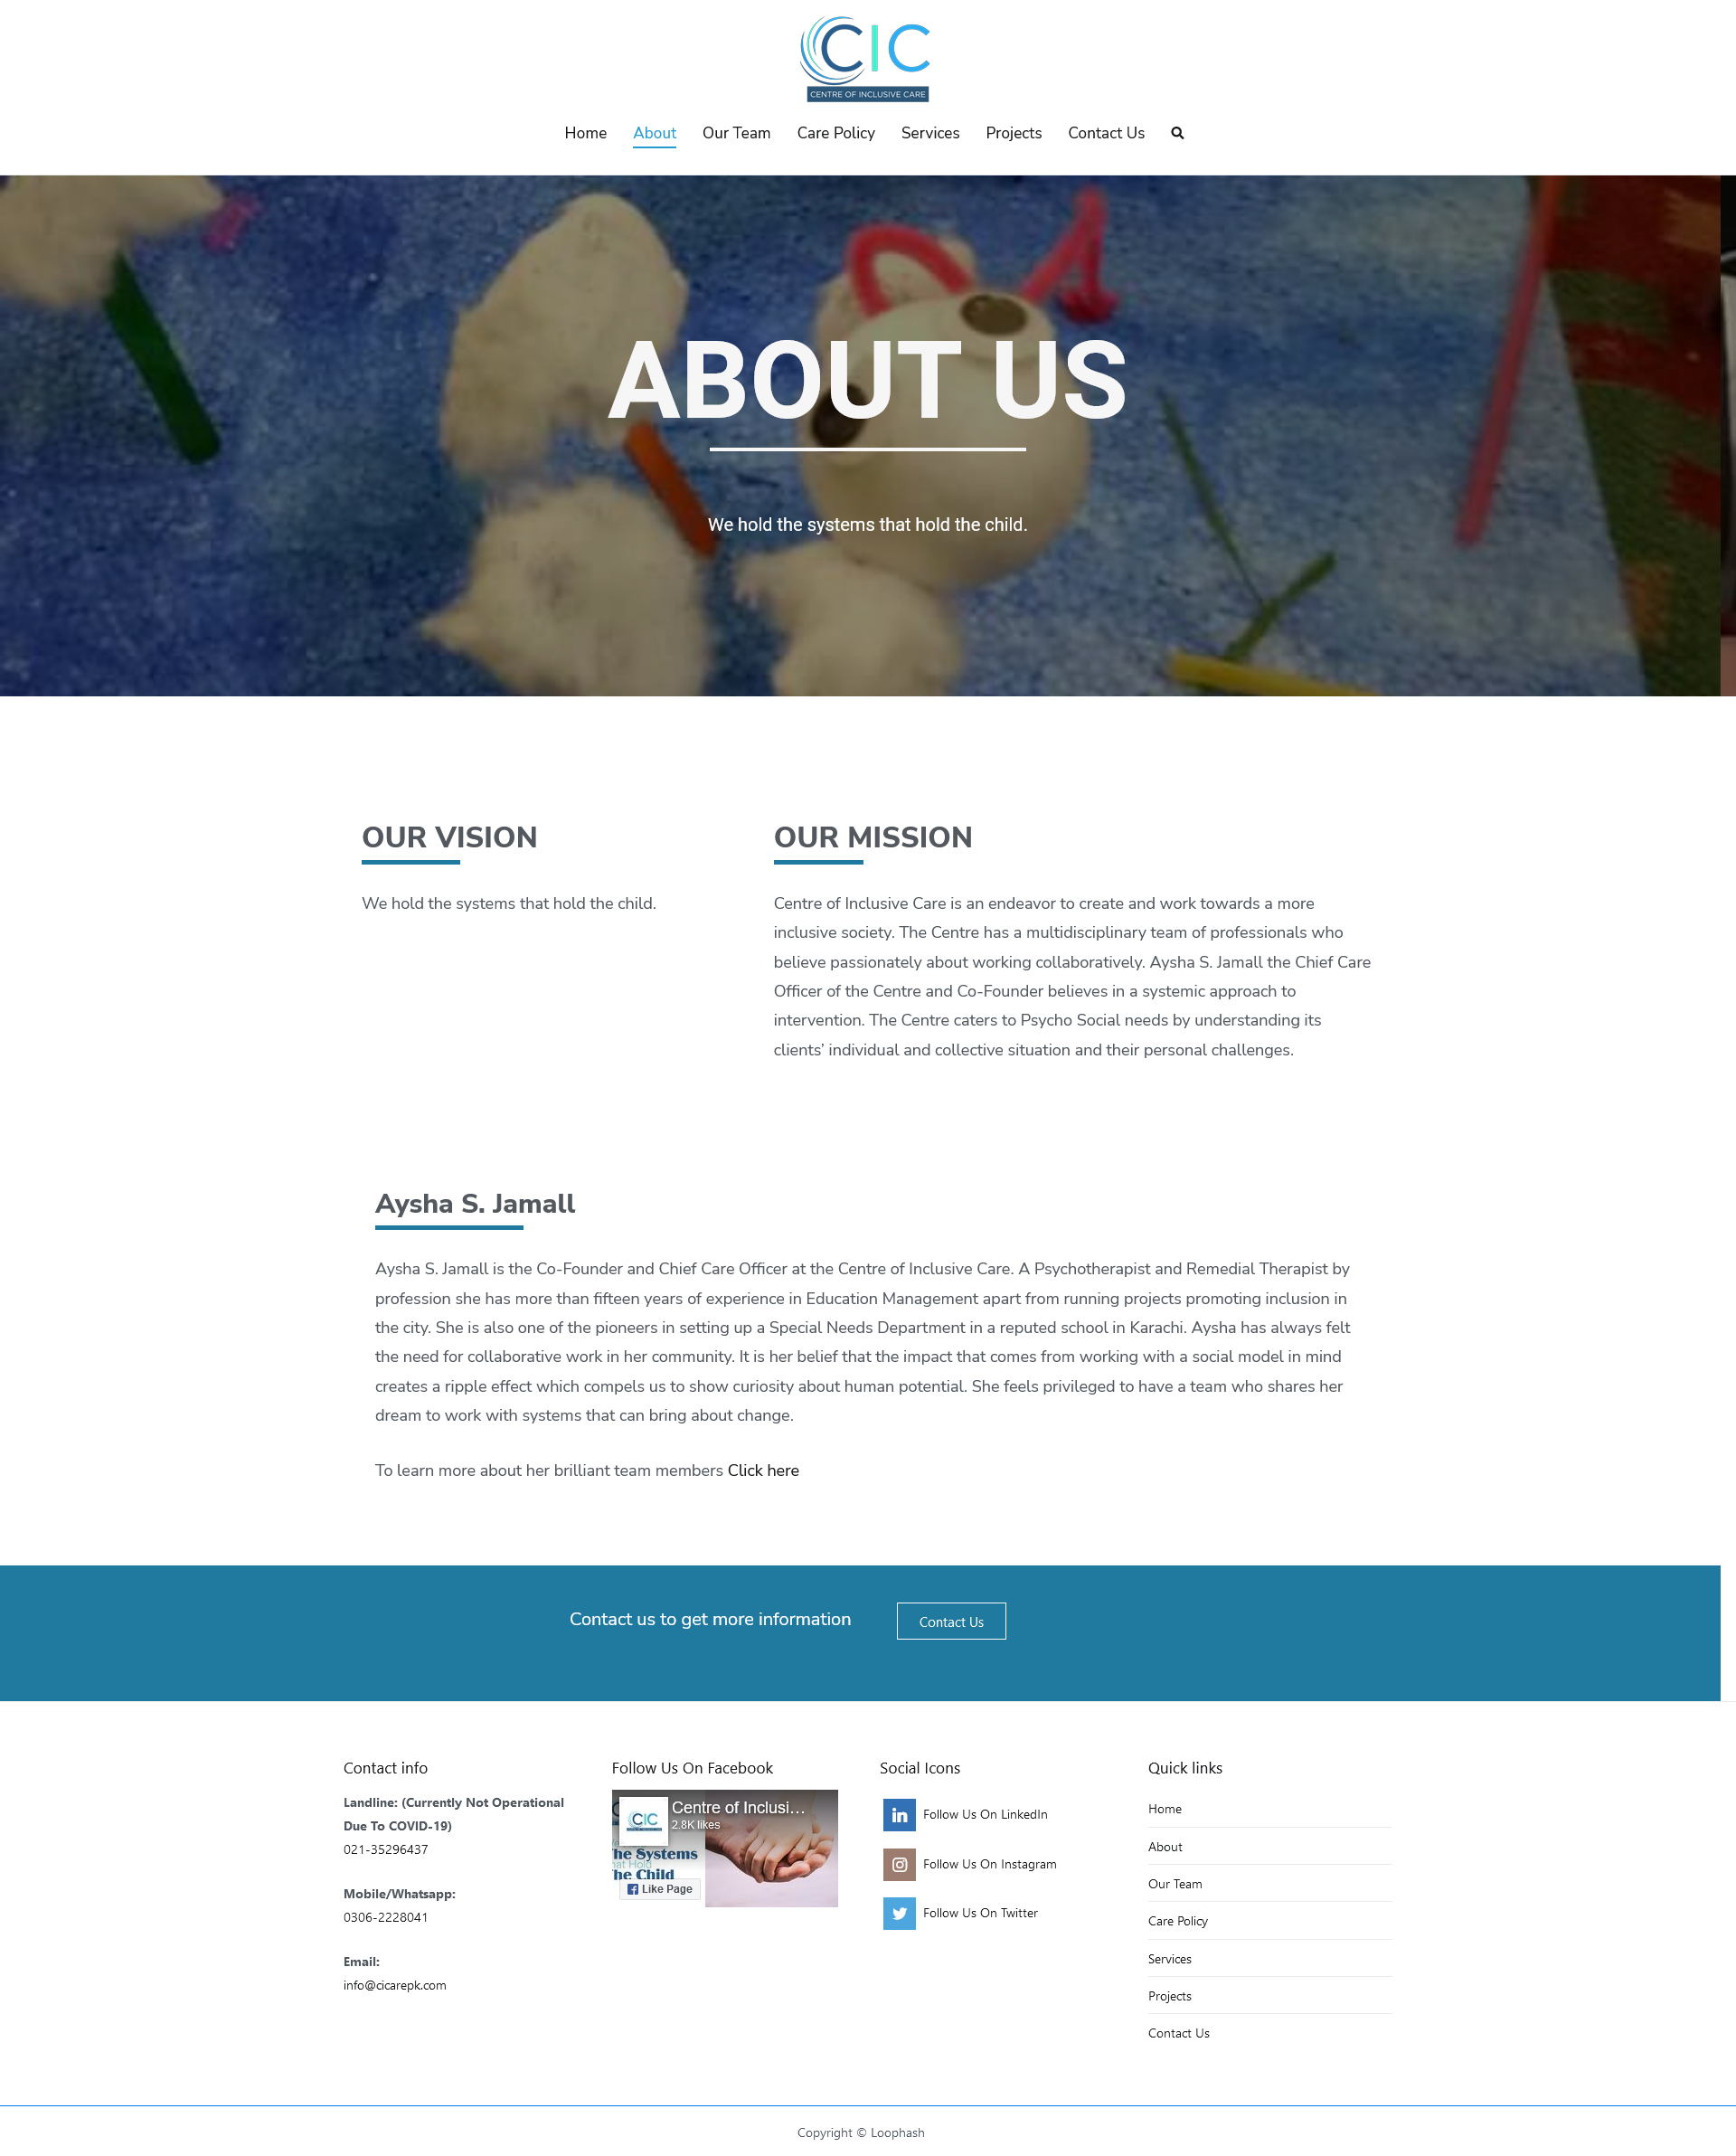 CIC
CENTRE OF INCLUSIVE CARE
Home About Our Team Care Policy Services Projects Contact Us
ABOUT US
We hold the systems that hold the child.
OUR VISION
We hold the systems that hold the child.
OUR MISSION
Centre of Inclusive Care is an endeavor to create and work towards a more
inclusive society. The Centre has a multidisciplinary team of professionals who
believe passionately about working collaboratively. Aysha S. Jamall the Chief Care
Officer of the Centre and Co-Founder believes in a systemic approach to
intervention. The Centre caters to Psycho Social needs by understanding its
clients’ individual and collective situation and their personal challenges.
Aysha S. Jamall
Aysha S. Jamall is the Co-Founder and Chief Care Officer at the Centre of Inclusive Care. A Psychotherapist and Remedial Therapist by
profession she has more than fifteen years of experience in Education Management apart from running projects promoting inclusion in
the city. She is also one of the pioneers in setting up a Special Needs Department in a reputed school in Karachi. Aysha has always felt
the need for collaborative work in her community. It is her belief that the impact that comes from working with a social model in mind
creates a ripple effect which compels us to show curiosity about human potential. She feels privileged to have a team who shares her
dream to work with systems that can bring about change.
To learn more about her brilliant team members Click here
Contact us to get more information
Contact Us
Contact info
Landline: (Currently Not Operational
Due To COVID-19)
021-35296437
Mobile/Whatsapp:
0306-2228041
Email:
info@cicarepk.com
Follow Us On Facebook
Centre of Inclusi...
2.8K likes
CIC
The Systems
hat Hold
The Child
Like Page
Social Icons
Follow Us On LinkedIn
Follow Us On Instagram
Follow Us On Twitter
Quick links
Home
About
Our Team
Care Policy
Services
Projects
Contact Us
Copyright © Loophash